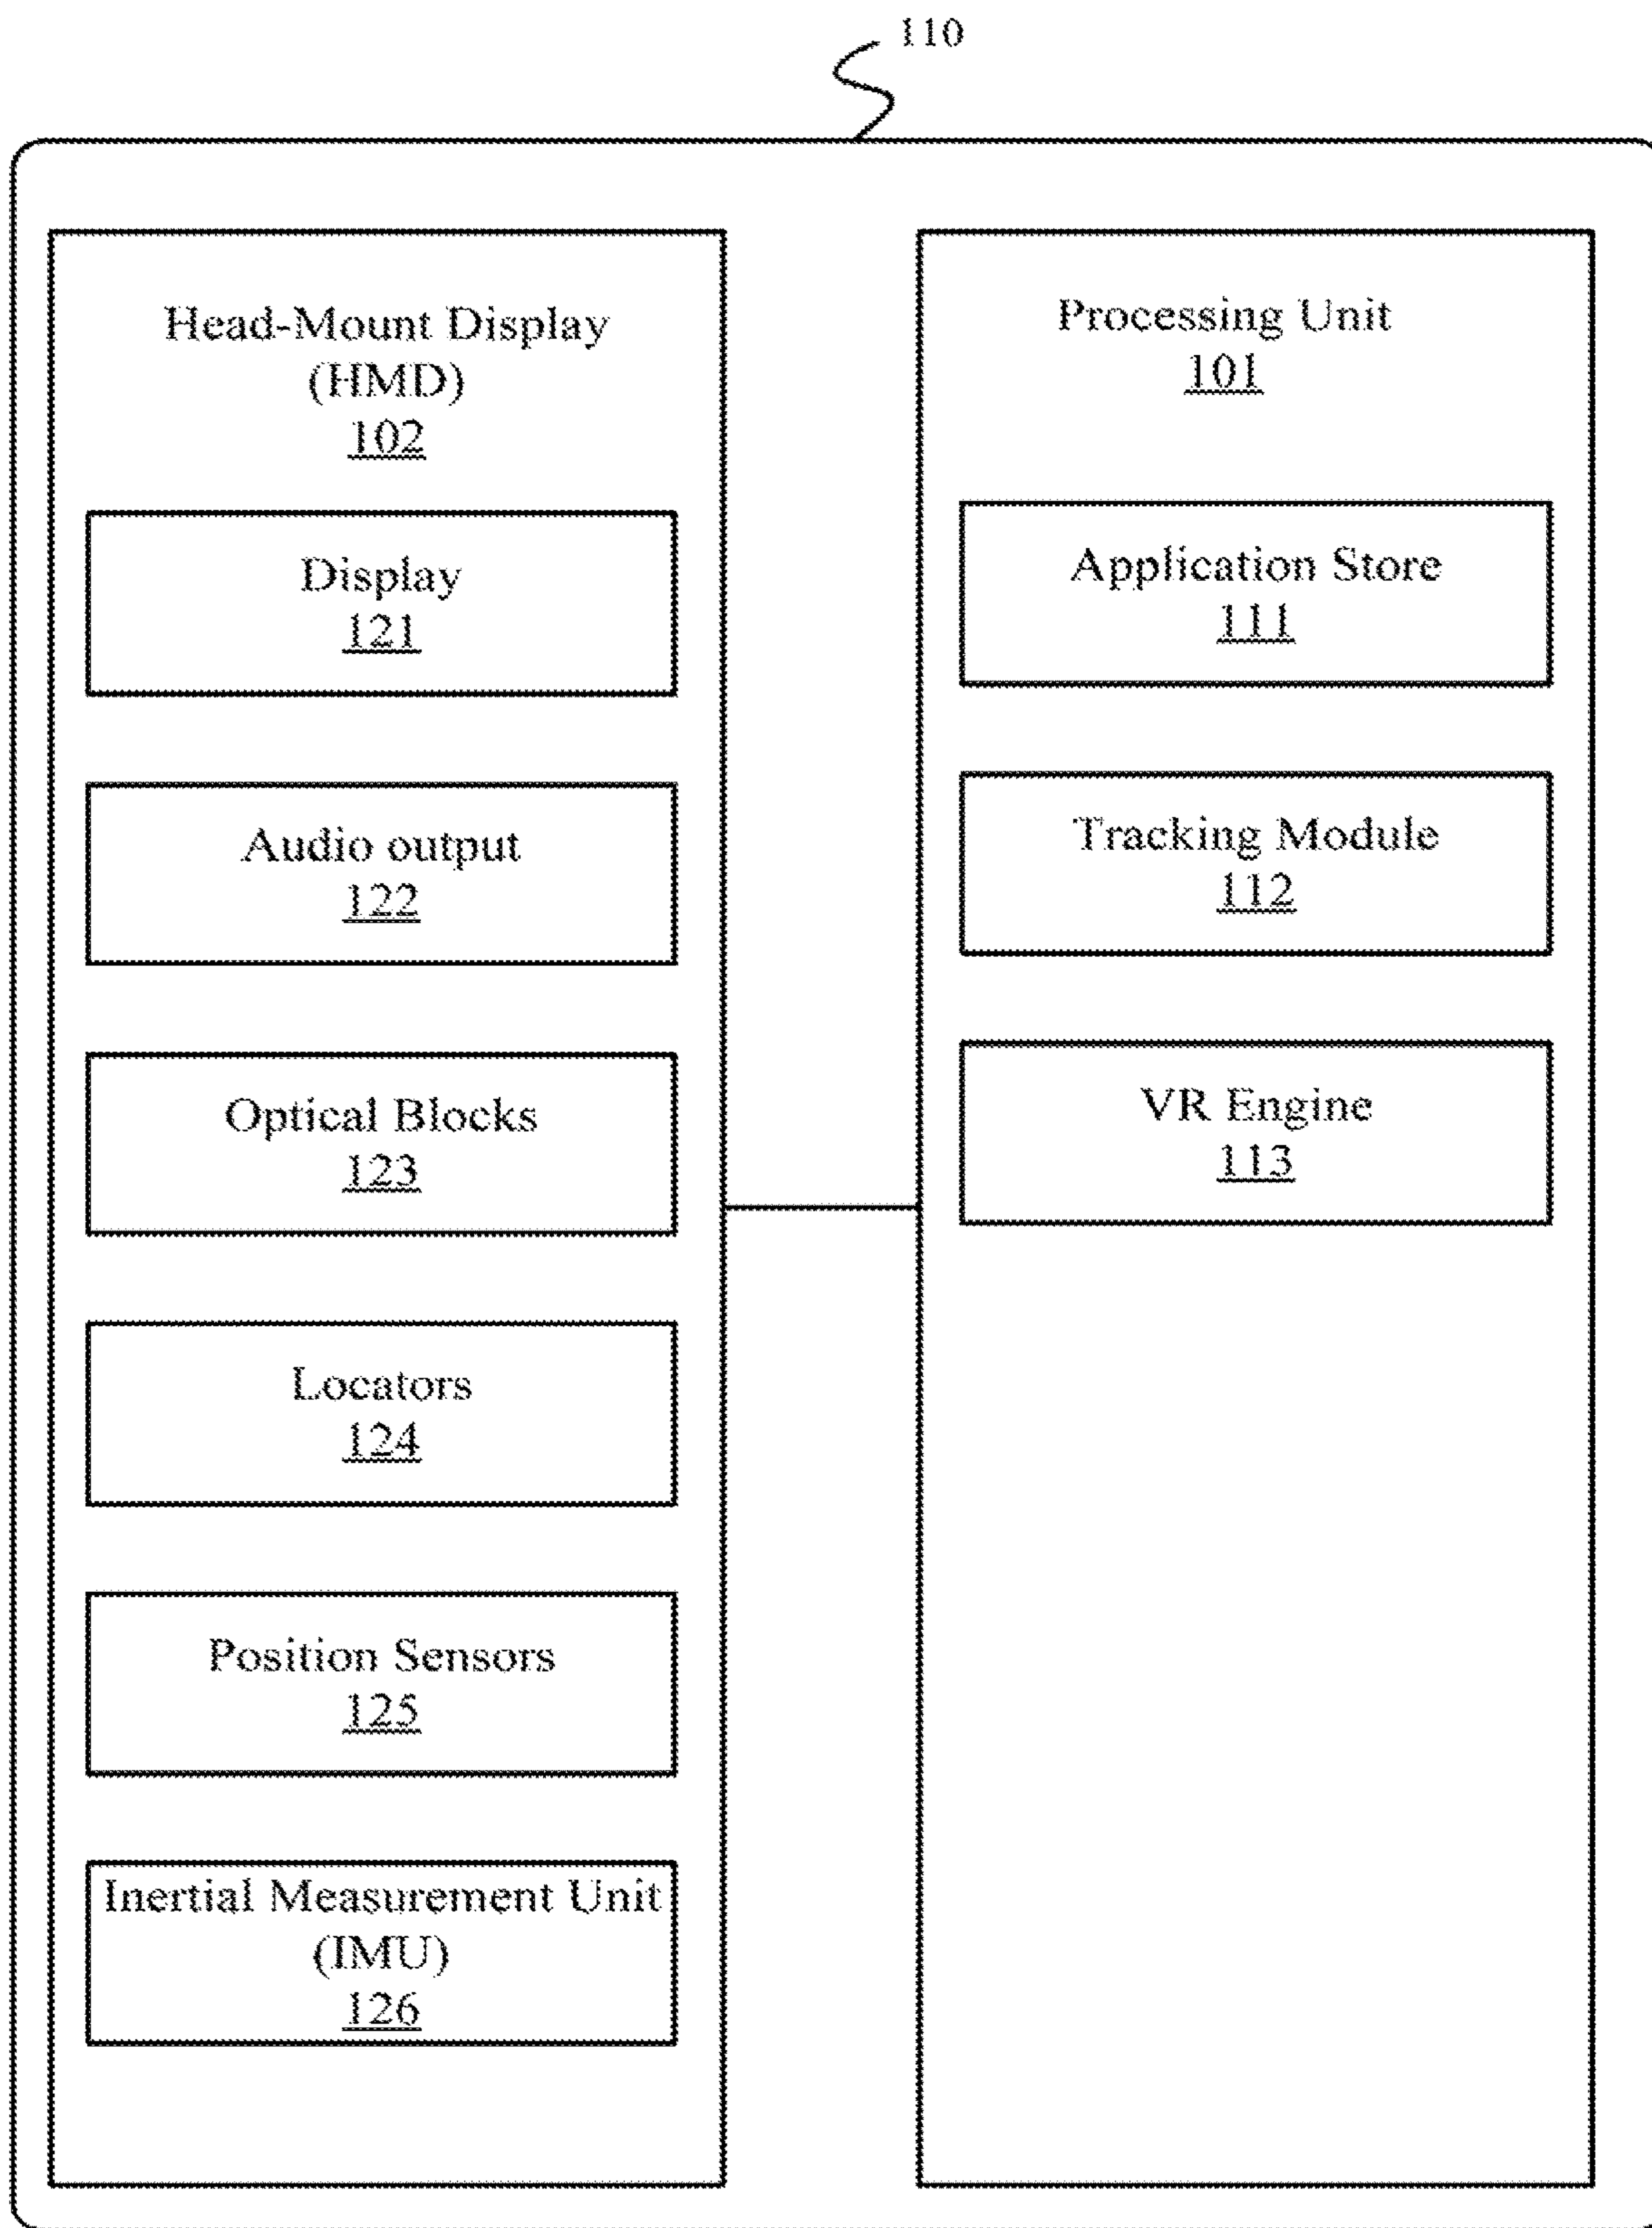 110
Head-Mount Display
(HMD)
102
Display
121
Audio output
122
Optical Blocks
123
Locators
124
Position Sensors
125
Inertial Measurement Unit
(IMU)
126
Processing Unit
101
Application Store
111
Tracking Module
112
VR Engine
113